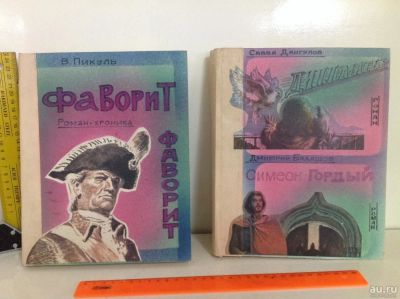 В. Пикуль
ФАВОРИТ
Роман-хроника
ФАВОРИТ
Савва Дангулов
ДИПЛОМАТЫ
РОМАН
Дмитрий Балашов
Симеон Гордый
РОМАН
au.ru